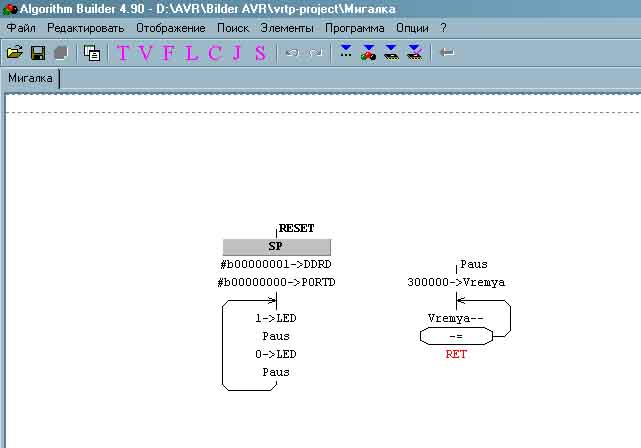 Algorithm Builder 4.90 - D:\AVR\Bilder AVR\vrtp-project\Мигалка
Файл Редактировать Отображение Поиск Элементы Программа Опции ?
T V F L C J S
Мигалка
RESET
SP
#b00000001->DDRD
#b00000000->PORTD
1->LED
Paus
0->LED
Paus
Paus
300000->Vremya
Vremya--
-=
RET